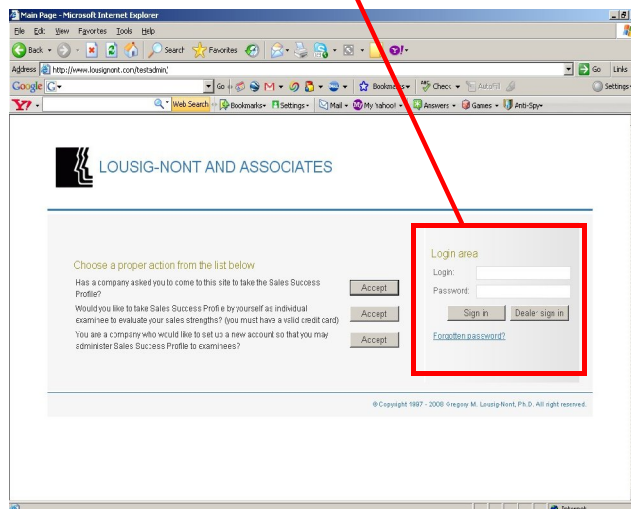 Main Page - Microsoft Internet Explorer
File Edit View Favorites Tools Help
Back Search Favorites
Address http://www.lousignont.com/testadmin/ Go Links
Google G Go M Bookmarks Check AutoFill Settings
Y7 Web Search Bookmarks Settings Mail My Yahoo! Answers Games Anti-Spy
LOUSIG-NONT AND ASSOCIATES
Choose a proper action from the list below
Has a company asked you to come to this site to take the Sales Success
Profile?
Accept
Would you like to take Sales Success Profile by yourself as individual
examinee to evaluate your sales strengths? (you must have a valid credit card)
Accept
You are a company who would like to set up a new account so that you may
administer Sales Success Profile to examinees?
Accept
Login area
Login:
Password:
Sign in Dealer sign in
Forgotten password?
© Copyright 1997 - 2008 Gregory M. Lousig-Nont, Ph.D. All right reserved.
Internet